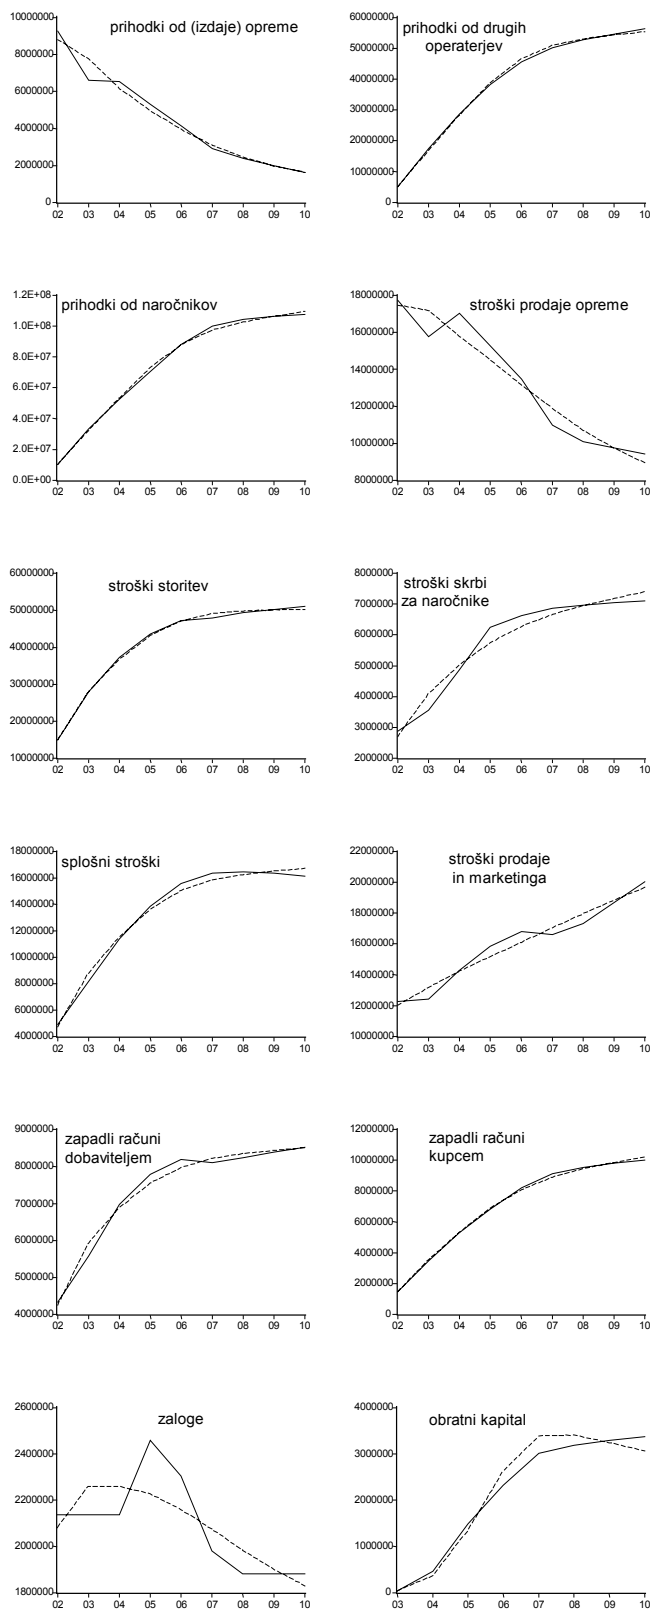 prihodki od (izdaje) opreme
10000000
8000000
6000000
4000000
2000000
0
02 03 04 05 06 07 08 09 10
prihodki od drugih
operaterjev
60000000
50000000
40000000
30000000
20000000
10000000
0
02 03 04 05 06 07 08 09 10
prihodki od naročnikov
1.2E+08
1.0E+08
8.0E+07
6.0E+07
4.0E+07
2.0E+07
0.0E+00
02 03 04 05 06 07 08 09 10
stroški prodaje opreme
18000000
16000000
14000000
12000000
10000000
8000000
02 03 04 05 06 07 08 09 10
stroški storitev
60000000
50000000
40000000
30000000
20000000
10000000
02 03 04 05 06 07 08 09 10
stroški skrbi
za naročnike
8000000
7000000
6000000
5000000
4000000
3000000
2000000
02 03 04 05 06 07 08 09 10
splošni stroški
18000000
16000000
14000000
12000000
10000000
8000000
6000000
4000000
02 03 04 05 06 07 08 09 10
stroški prodaje
in marketinga
22000000
20000000
18000000
16000000
14000000
12000000
10000000
02 03 04 05 06 07 08 09 10
zapadli računi
dobaviteljem
9000000
8000000
7000000
6000000
5000000
4000000
02 03 04 05 06 07 08 09 10
zapadli računi
kupcem
12000000
10000000
8000000
6000000
4000000
2000000
0
02 03 04 05 06 07 08 09 10
zaloge
2600000
2400000
2200000
2000000
1800000
02 03 04 05 06 07 08 09 10
obratni kapital
4000000
3000000
2000000
1000000
0
03 04 05 06 07 08 09 10